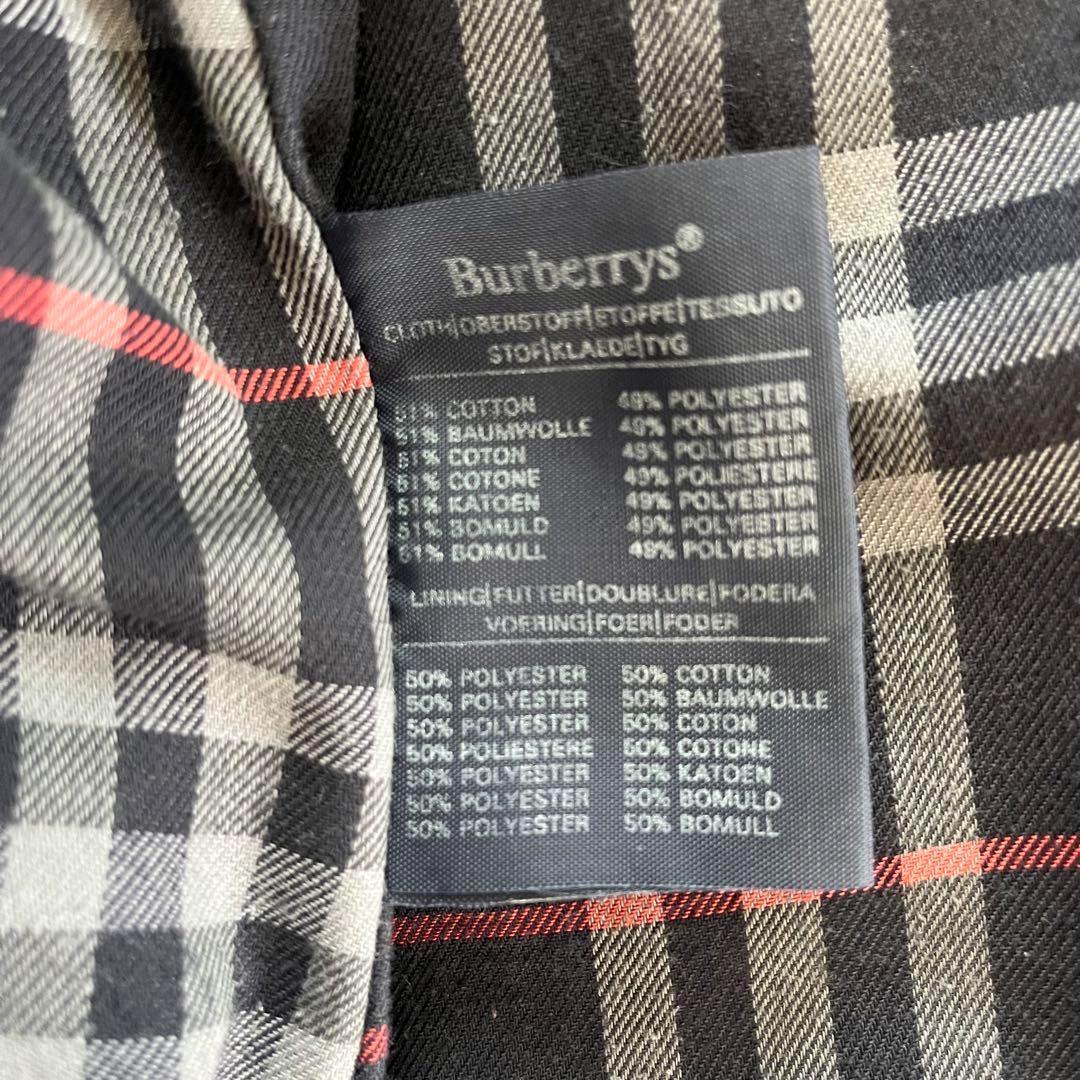 Burberrys®
CLOTH|OBERSTOFF|ETOFFE|TESSUTO
STOF|KLAEDE|TYG
51% COTTON 49% POLYESTER
51% BAUMWOLLE 49% POLYESTER
51% COTON 49% POLYESTER
51% COTONE 49% POLIESTERE
51% KATOEN 49% POLYESTER
51% BOMULD 49% POLYESTER
51% BOMULL 49% POLYESTER
LINING|FUTTER|DOUBLURE|FODERA
VOERING|FOER|FODER
50% POLYESTER 50% COTTON
50% POLYESTER 50% BAUMWOLLE
50% POLYESTER 50% COTON
50% POLIESTERE 50% COTONE
50% POLYESTER 50% KATOEN
50% POLYESTER 50% BOMULD
50% POLYESTER 50% BOMULL